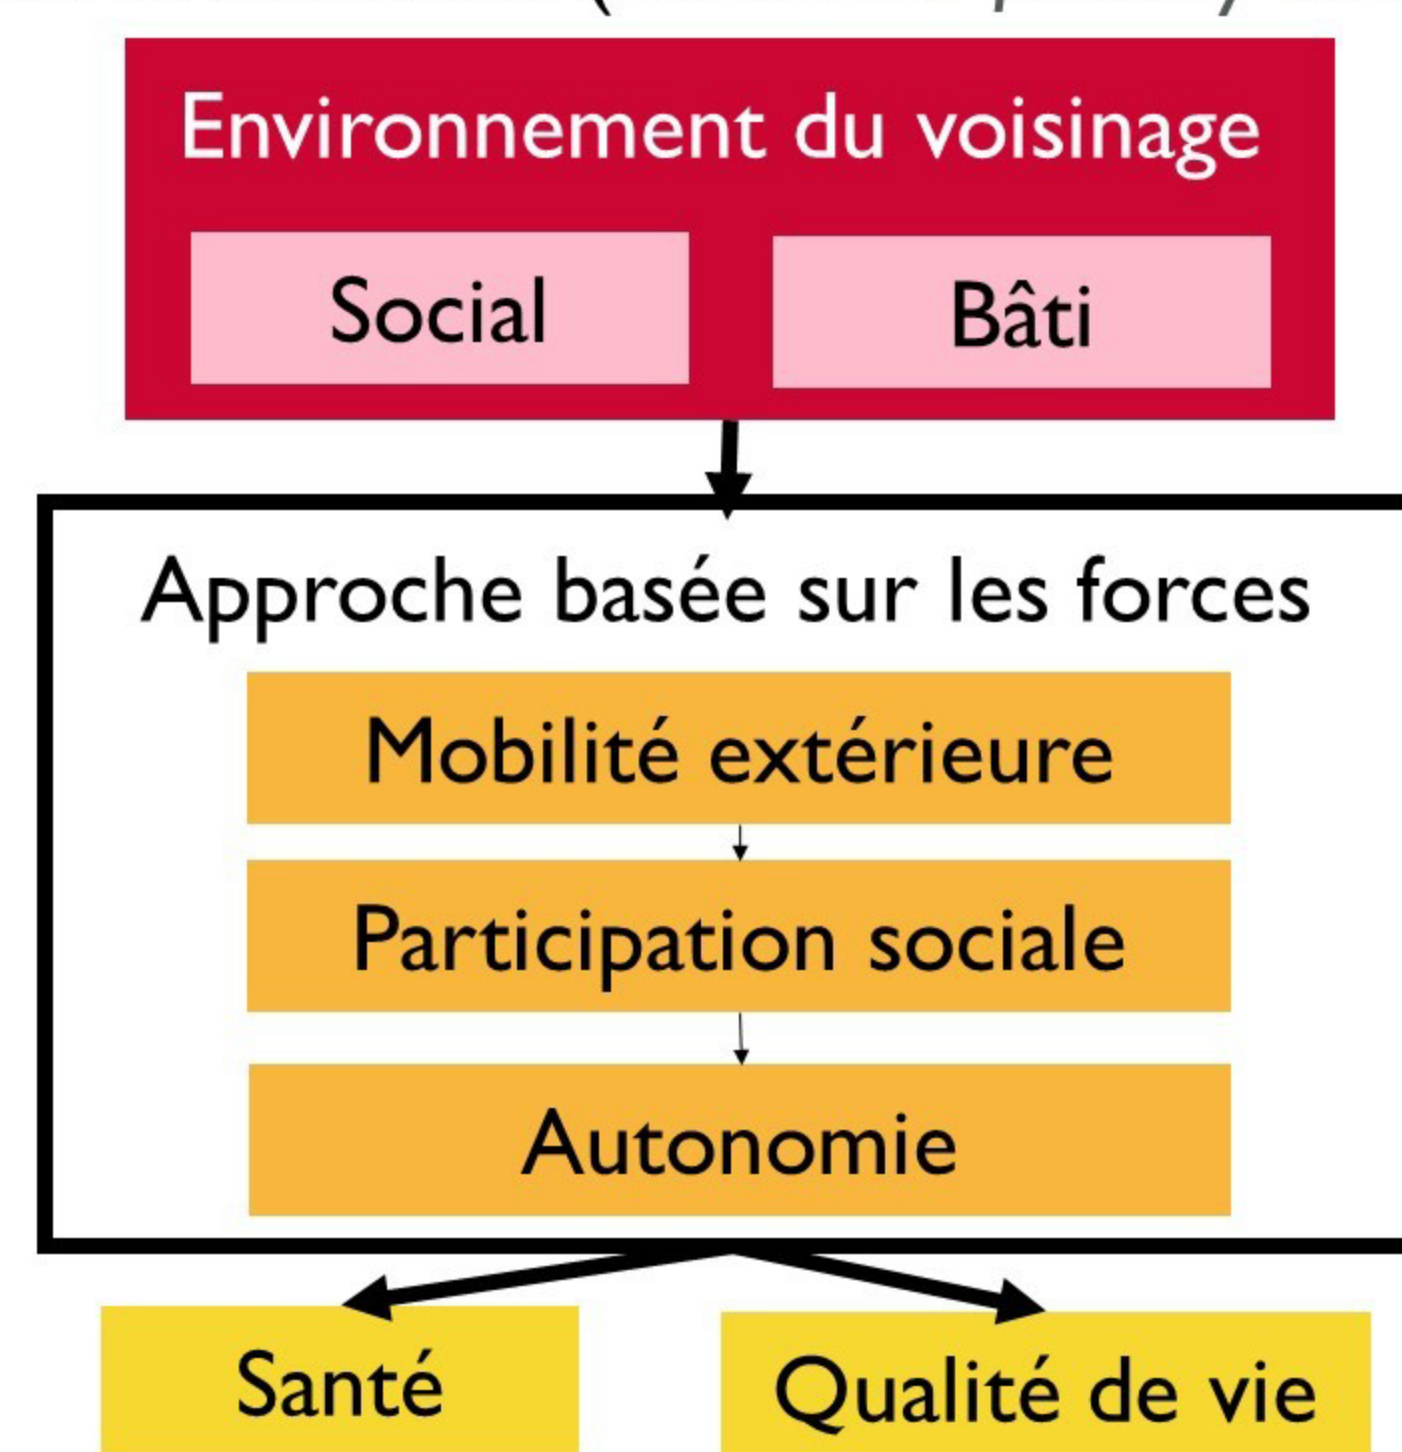 Environnement du voisinage
Social
Bâti
Approche basée sur les forces
Mobilité extérieure
Participation sociale
Autonomie
Santé
Qualité de vie